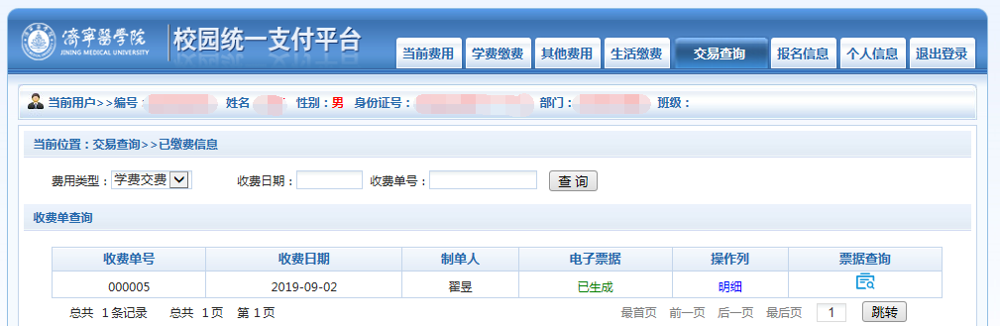 濟寧醫學院 校园统一支付平台
JINING MEDICAL UNIVERSITY
当前费用 学费缴费 其他费用 生活缴费 交易查询 报名信息 个人信息 退出登录
当前用户>>编号： 姓名 性别：男 身份证号： 部门： 班级：
当前位置：交易查询>>已缴费信息
费用类型：学费交费 收费日期： 收费单号： 查 询
收费单查询
收费单号 收费日期 制单人 电子票据 操作列 票据查询
000005 2019-09-02 翟昱 已生成 明细
总共 1条记录 总共 1页 第 1页 最首页 前一页 后一页 最后页 1 跳转